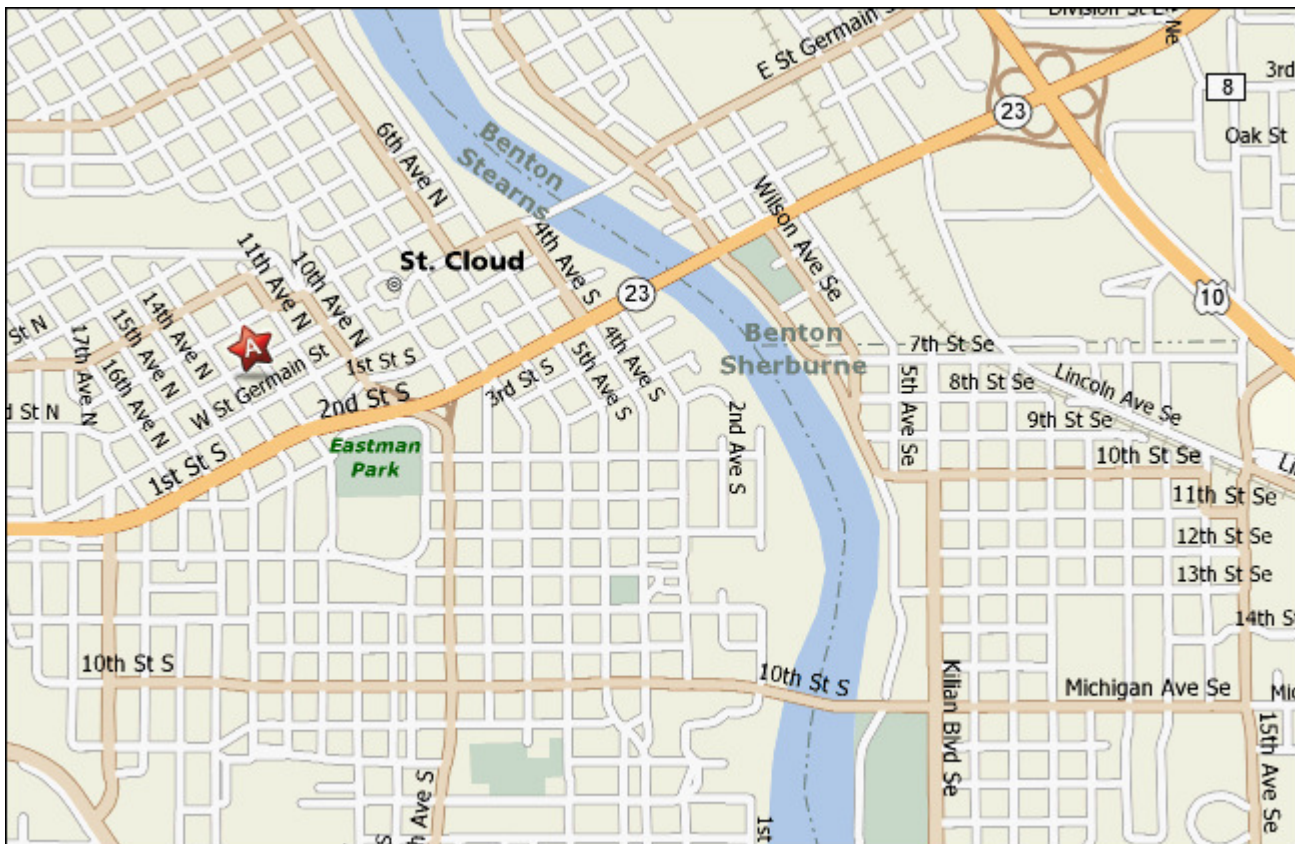 Division St E
Ne
E St Germain S
23
8
3rd
Oak St
6th Ave N
Benton
Stearns
Wilson Ave Se
11th Ave N
10th Ave N
4th Ave S
St. Cloud
23
10
14th Ave N
15th Ave N
16th Ave N
17th Ave N
St N
A
W St Germain St
1st St S
2nd St S
3rd St S
5th Ave S
4th Ave S
Benton
Sherburne
7th St Se
8th St Se
Lincoln Ave Se
5th Ave Se
9th St Se
d St N
Eastman
Park
1st St S
2nd Ave S
10th St Se
Li
11th St Se
12th St Se
13th St Se
14th St
10th St S
10th St S
Kilian Blvd Se
Michigan Ave Se
Mic
15th Ave Se
th Ave S
S
1st